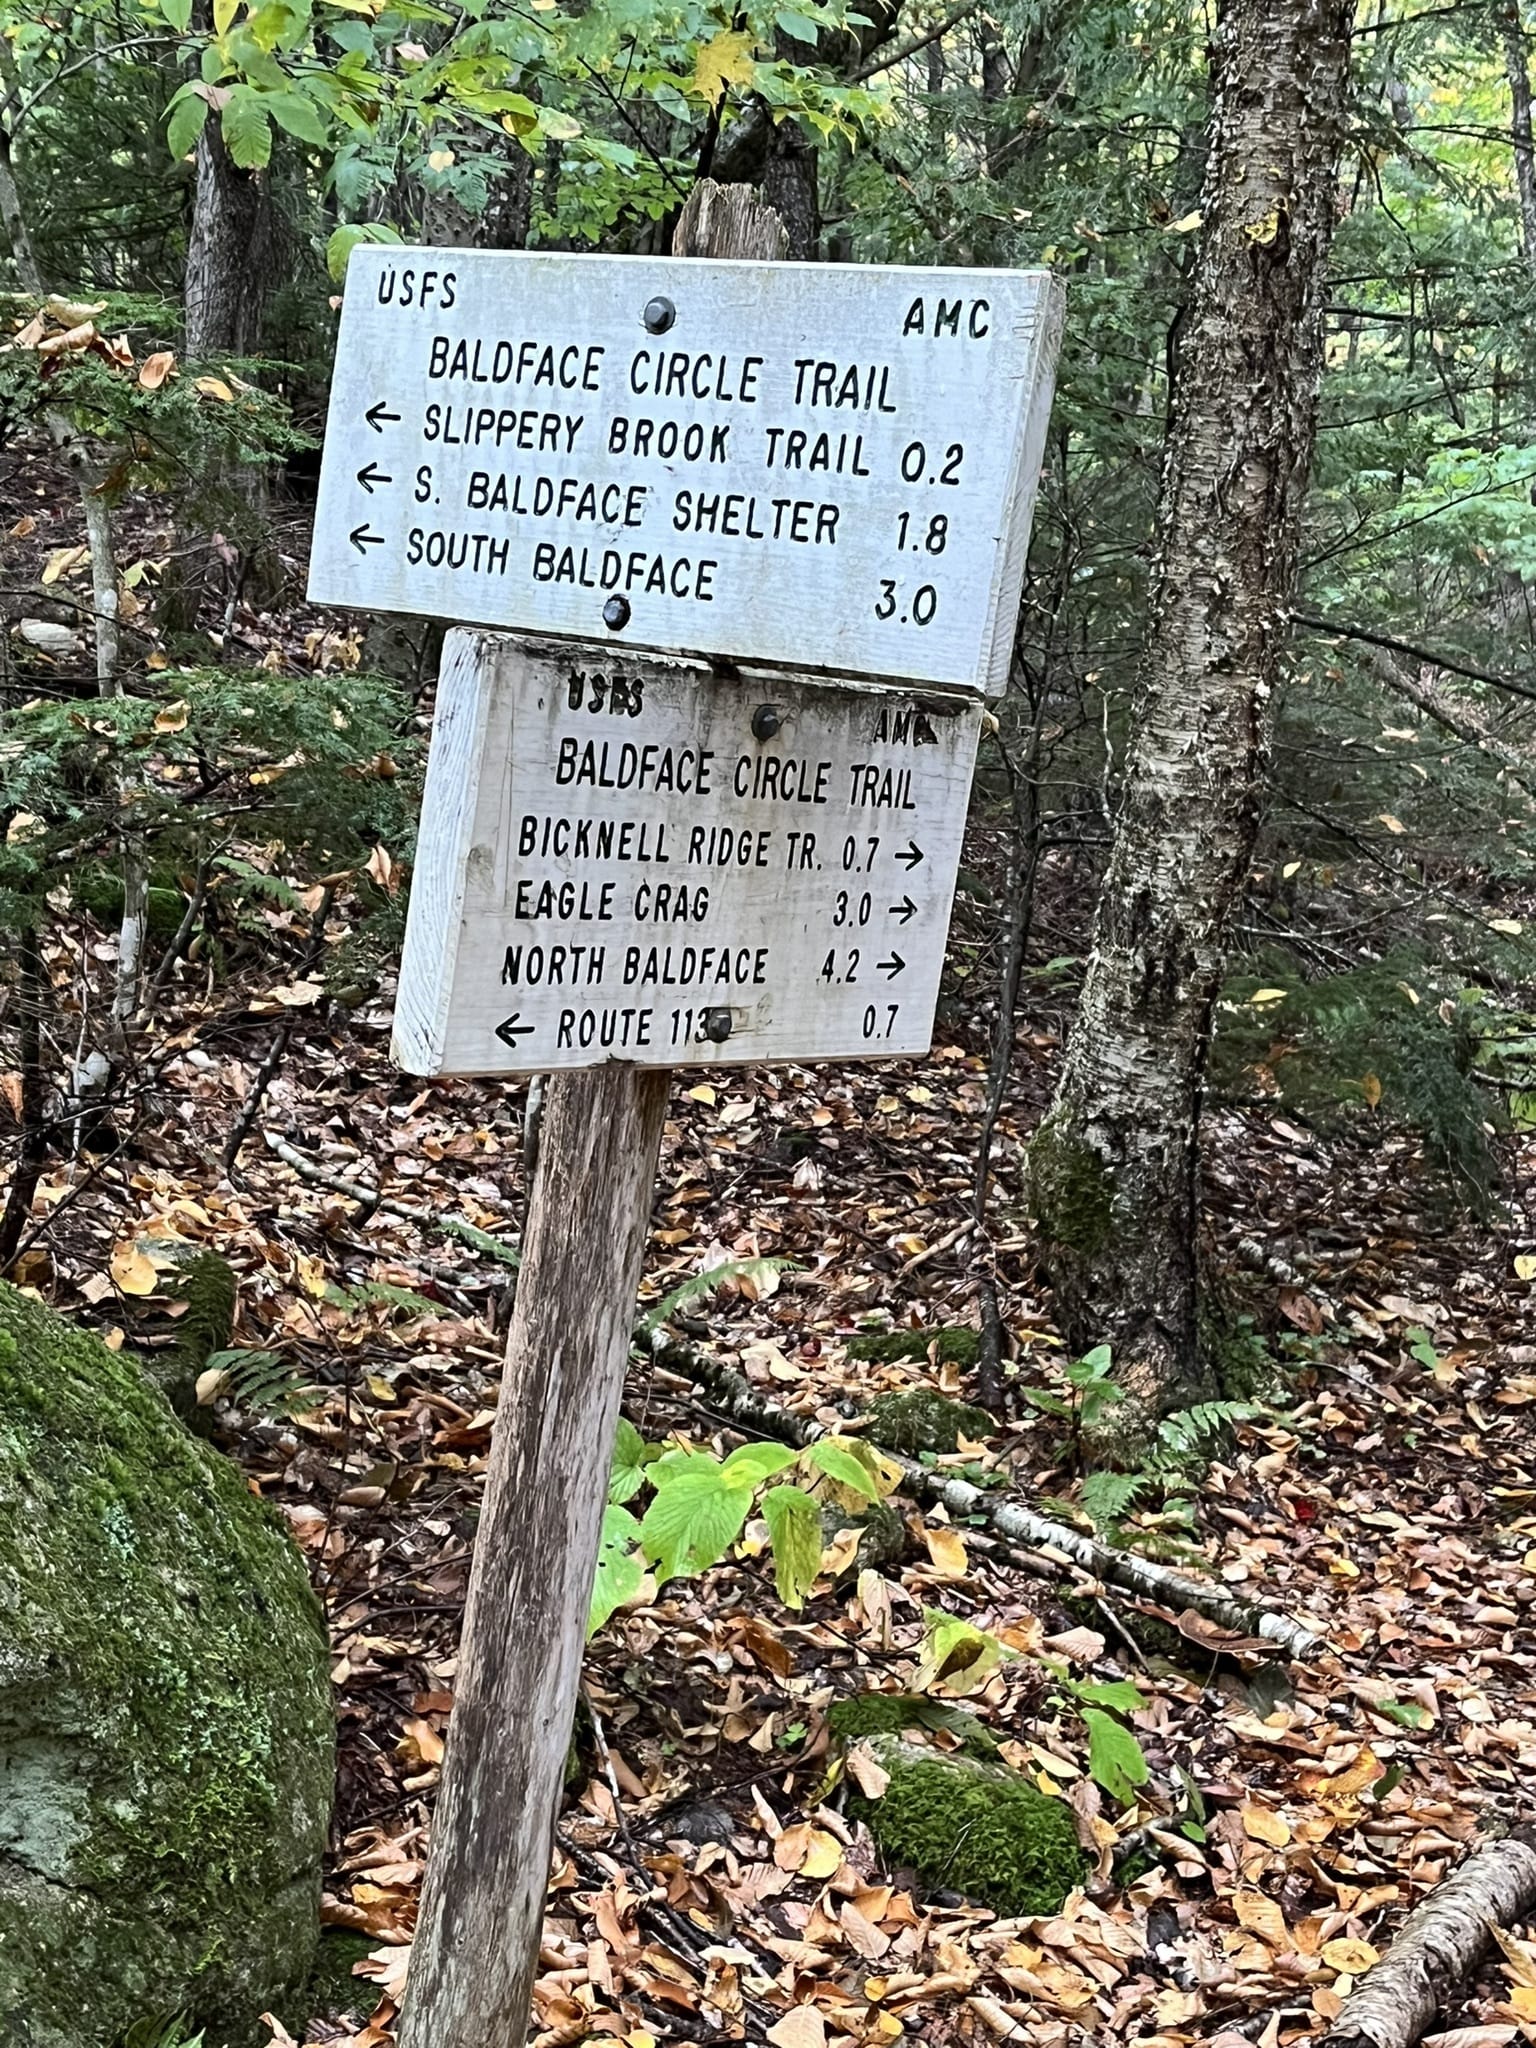 USFS AMC
BALDFACE CIRCLE TRAIL
← SLIPPERY BROOK TRAIL 0.2
← S. BALDFACE SHELTER 1.8
← SOUTH BALDFACE 3.0
USFS AMC
BALDFACE CIRCLE TRAIL
BICKNELL RIDGE TR. 0.7 →
EAGLE CRAG 3.0 →
NORTH BALDFACE 4.2 →
← ROUTE 113 0.7